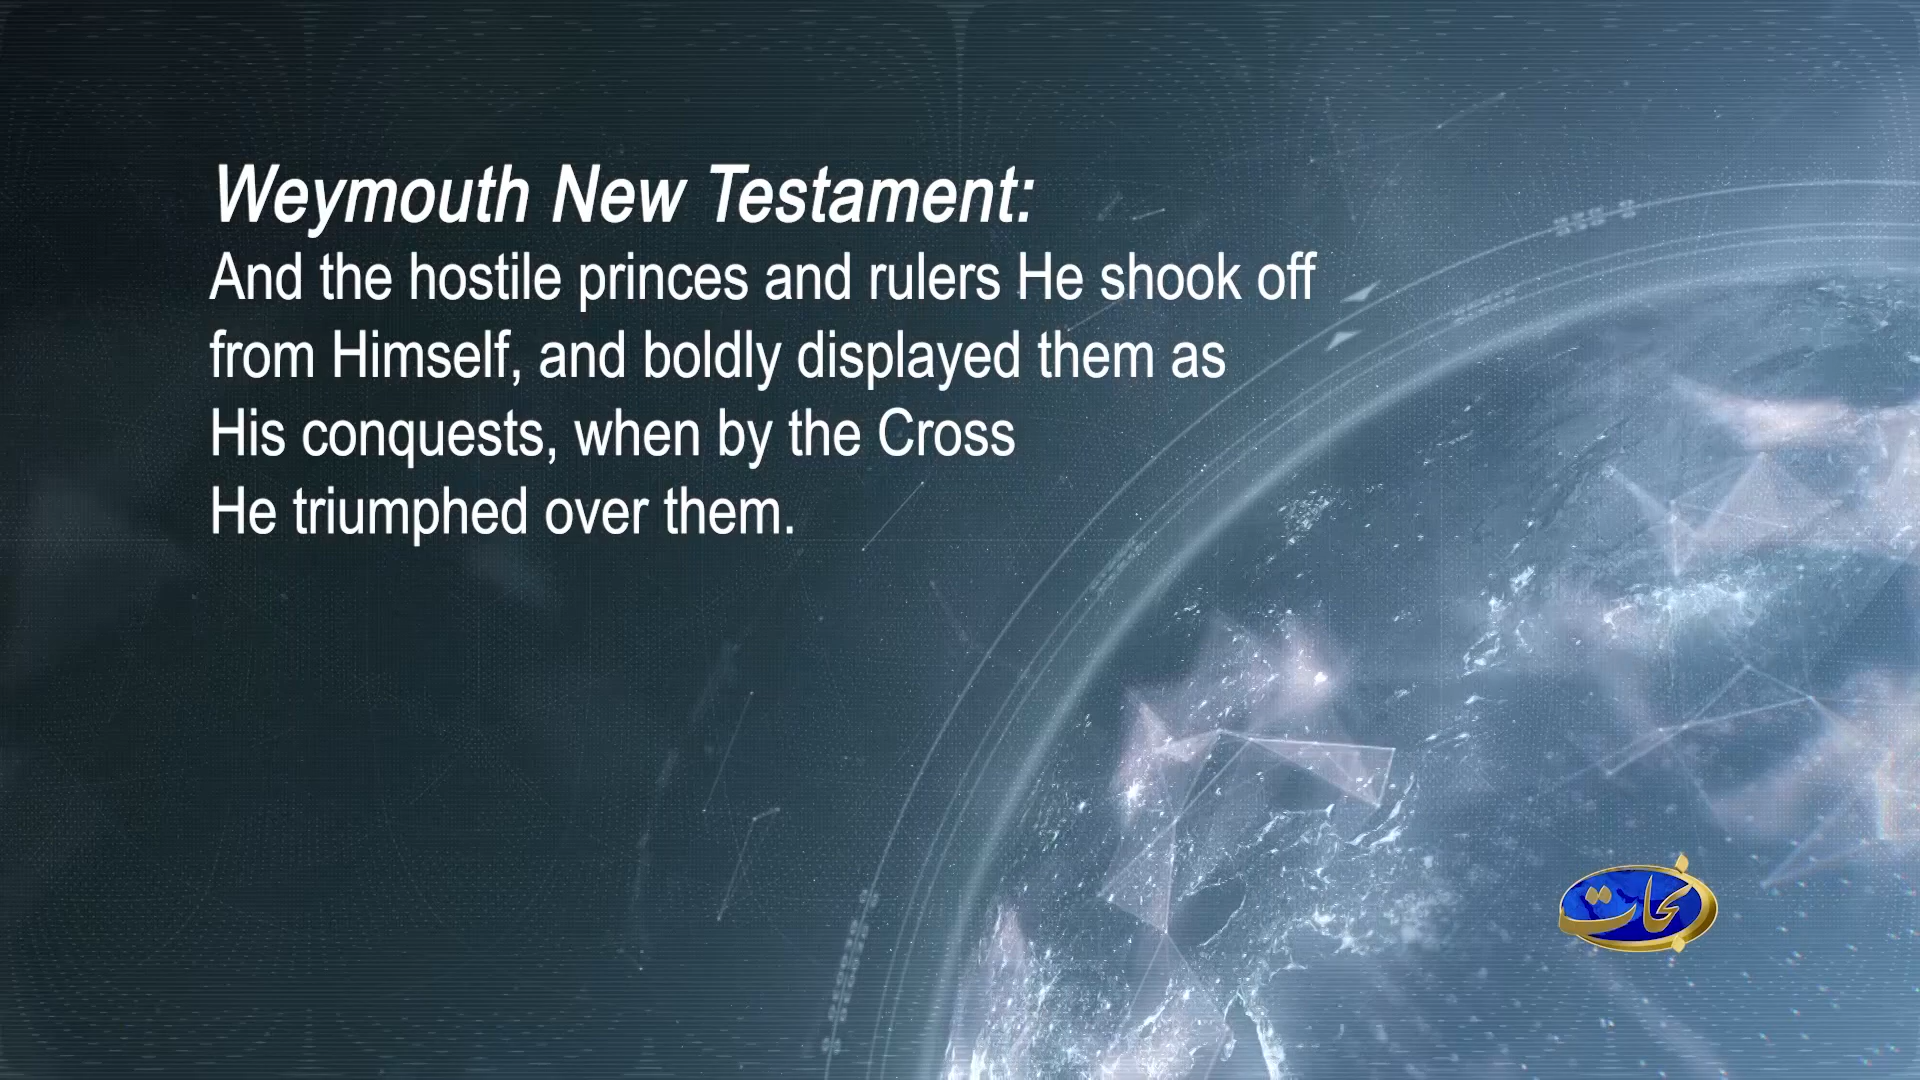 Weymouth New Testament:
And the hostile princes and rulers He shook off
from Himself, and boldly displayed them as
His conquests, when by the Cross
He triumphed over them.
نجات